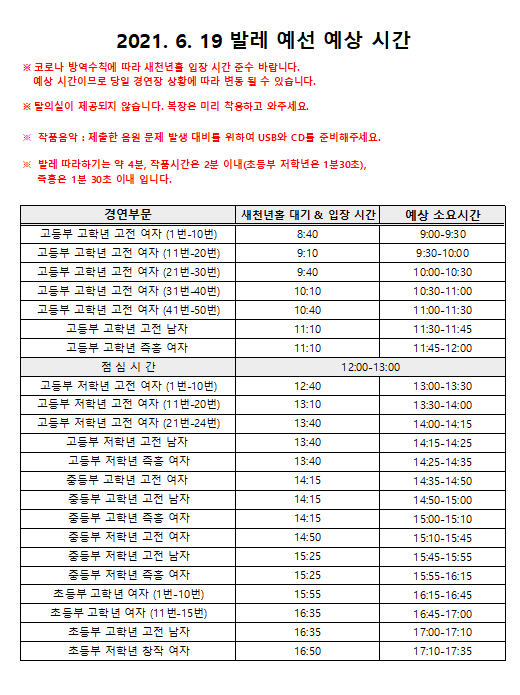 2021. 6. 19 발레 예선 예상 시간
※ 코로나 방역수칙에 따라 새천년홀 입장 시간 준수 바랍니다.
예상 시간이므로 당일 경연장 상황에 따라 변동 될 수 있습니다.
※ 탈의실이 제공되지 않습니다. 복장은 미리 착용하고 와주세요.
※ 작품음악 : 제출한 음원 문제 발생 대비를 위하여 USB와 CD를 준비해주세요.
※ 발레 따라하기는 약 4분, 작품시간은 2분 이내(초등부 저학년은 1분30초),
즉흥은 1분 30초 이내 입니다.
경연부문 새천년홀 대기 & 입장 시간 예상 소요시간
고등부 고학년 고전 여자 (1번-10번) 8:40 9:00-9:30
고등부 고학년 고전 여자 (11번-20번) 9:10 9:30-10:00
고등부 고학년 고전 여자 (21번-30번) 9:40 10:00-10:30
고등부 고학년 고전 여자 (31번-40번) 10:10 10:30-11:00
고등부 고학년 고전 여자 (41번-50번) 10:40 11:00-11:30
고등부 고학년 고전 남자 11:10 11:30-11:45
고등부 고학년 즉흥 여자 11:10 11:45-12:00
점 심 시 간 12:00-13:00
고등부 저학년 고전 여자 (1번-10번) 12:40 13:00-13:30
고등부 저학년 고전 여자 (11번-20번) 13:10 13:30-14:00
고등부 저학년 고전 여자 (21번-24번) 13:40 14:00-14:15
고등부 저학년 고전 남자 13:40 14:15-14:25
고등부 저학년 즉흥 여자 13:40 14:25-14:35
중등부 고학년 고전 여자 14:15 14:35-14:50
중등부 고학년 고전 남자 14:15 14:50-15:00
중등부 고학년 즉흥 여자 14:15 15:00-15:10
중등부 저학년 고전 여자 14:50 15:10-15:45
중등부 저학년 고전 남자 15:25 15:45-15:55
중등부 저학년 즉흥 여자 15:25 15:55-16:15
초등부 고학년 여자 (1번-10번) 15:55 16:15-16:45
초등부 고학년 여자 (11번-15번) 16:35 16:45-17:00
초등부 고학년 고전 남자 16:35 17:00-17:10
초등부 저학년 창작 여자 16:50 17:10-17:35